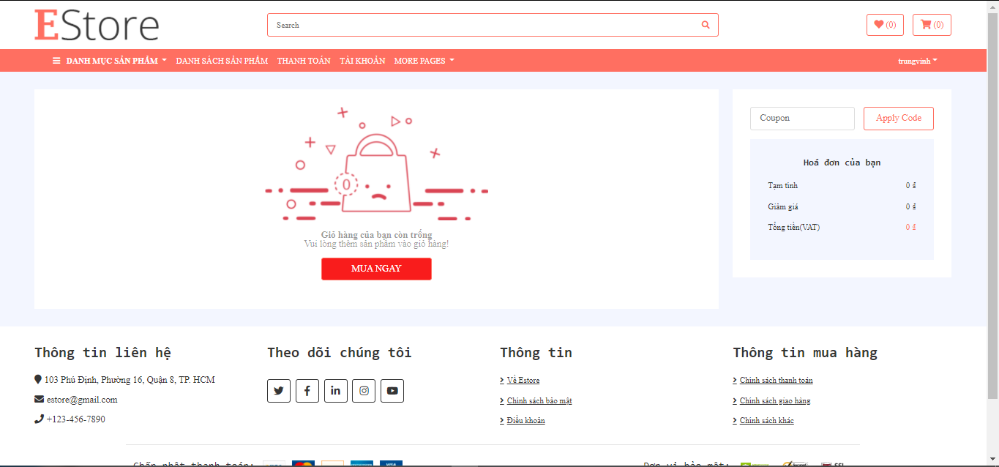 EStore
Search
(0)
(0)
DANH MỤC SẢN PHẨM
DANH SÁCH SẢN PHẨM
THANH TOÁN
TÀI KHOẢN
MORE PAGES
trungvinh
0
Giỏ hàng của bạn còn trống
Vui lòng thêm sản phẩm vào giỏ hàng!
MUA NGAY
Coupon
Apply Code
Hoá đơn của bạn
Tạm tính
0 ₫
Giảm giá
0 ₫
Tổng tiền(VAT)
0 ₫
Thông tin liên hệ
103 Phú Định, Phường 16, Quận 8, TP. HCM
estore@gmail.com
+123-456-7890
Theo dõi chúng tôi
Thông tin
Về Estore
Chính sách bảo mật
Điều khoản
Thông tin mua hàng
Chính sách thanh toán
Chính sách giao hàng
Chính sách khác
Chấp nhận thanh toán:
Đơn vị bảo mật: